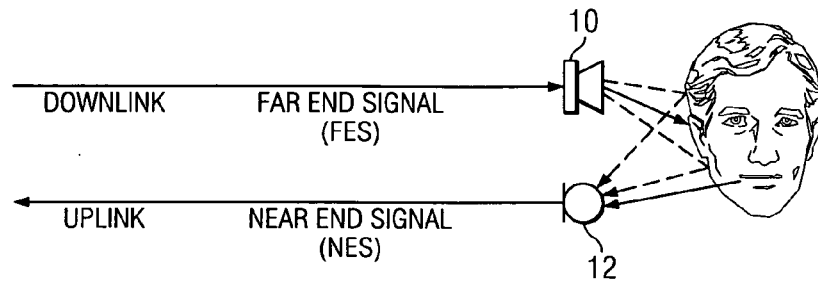 10
DOWNLINK FAR END SIGNAL
(FES)
UPLINK NEAR END SIGNAL
(NES)
12